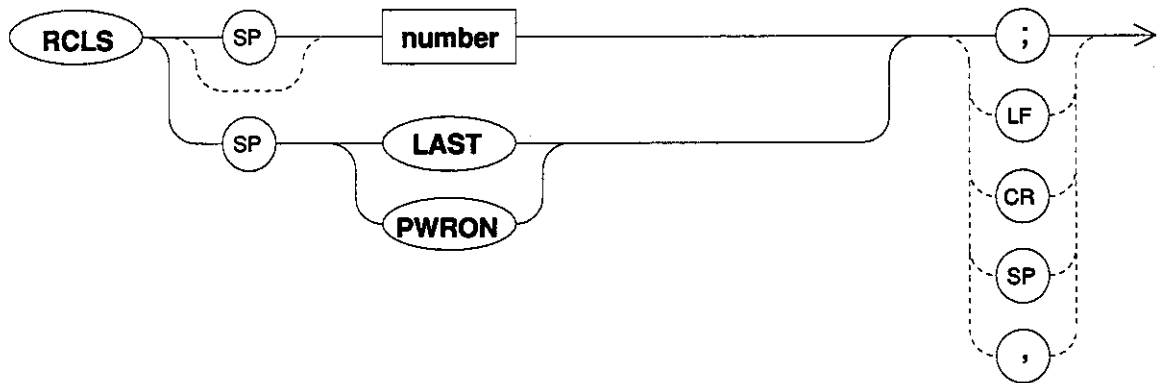 RCLS SP number ;
LF
SP LAST
CR
PWRON
SP
,